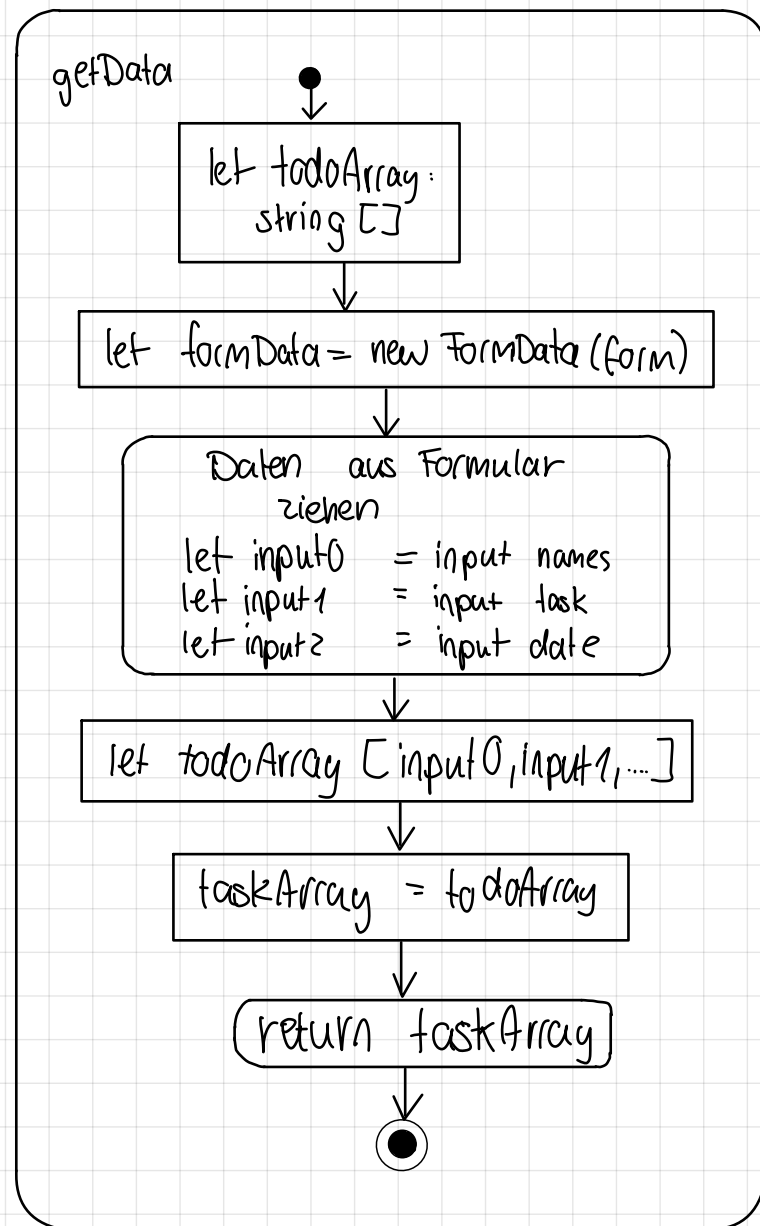 getData
let todoArray:
string []
let formData = new FormData (form)
Daten aus Formular
ziehen
let input0 = input names
let input1 = input task
let input2 = input date
let todoArray [input0, input1, ....]
taskArray = todoArray
return taskArray